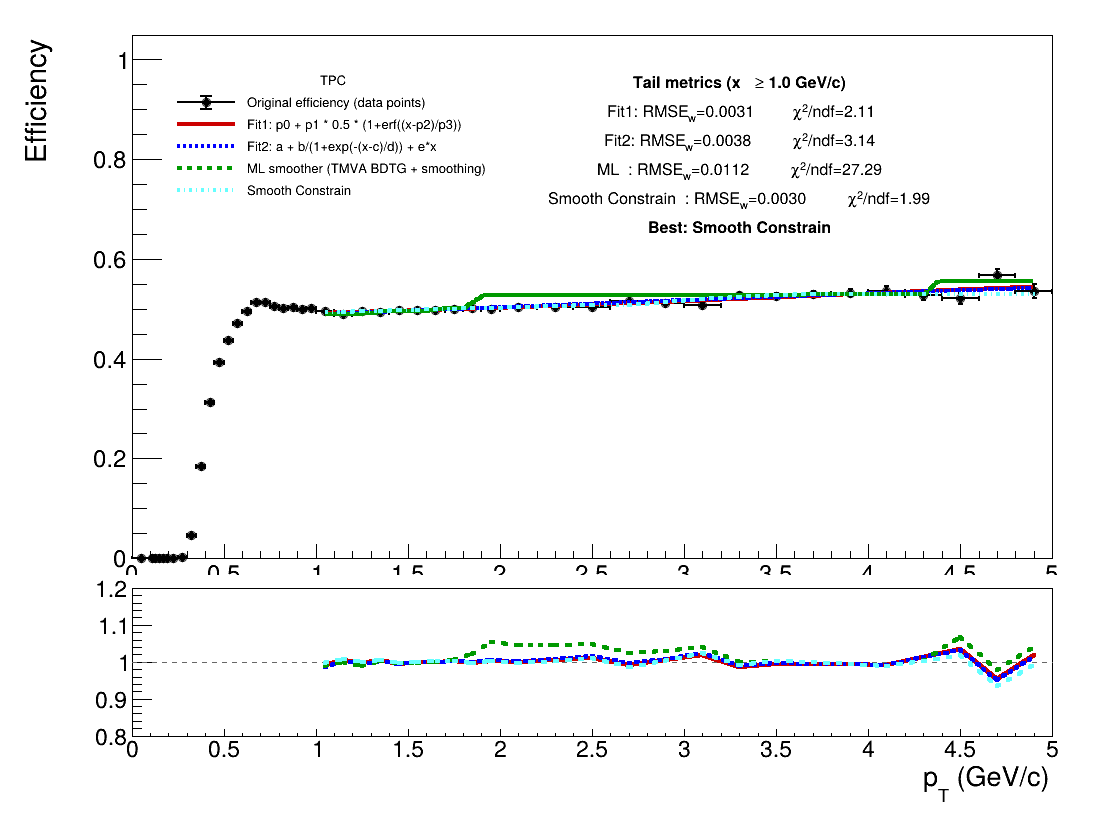 Efficiency
1
0.8
0.6
0.4
0.2
0
TPC
Original efficiency (data points)
Fit1: p0 + p1 * 0.5 * (1+erf((x-p2)/p3))
Fit2: a + b/(1+exp(-(x-c)/d)) + e*x
ML smoother (TMVA BDTG + smoothing)
Smooth Constrain
Tail metrics (x ≥ 1.0 GeV/c)
Fit1: RMSE_w=0.0031 χ²/ndf=2.11
Fit2: RMSE_w=0.0038 χ²/ndf=3.14
ML : RMSE_w=0.0112 χ²/ndf=27.29
Smooth Constrain : RMSE_w=0.0030 χ²/ndf=1.99
Best: Smooth Constrain
0 0.5 1 1.5 2 2.5 3 3.5 4 4.5 5
1.2
1.1
1
0.9
0.8
0 0.5 1 1.5 2 2.5 3 3.5 4 4.5 5
p_T (GeV/c)